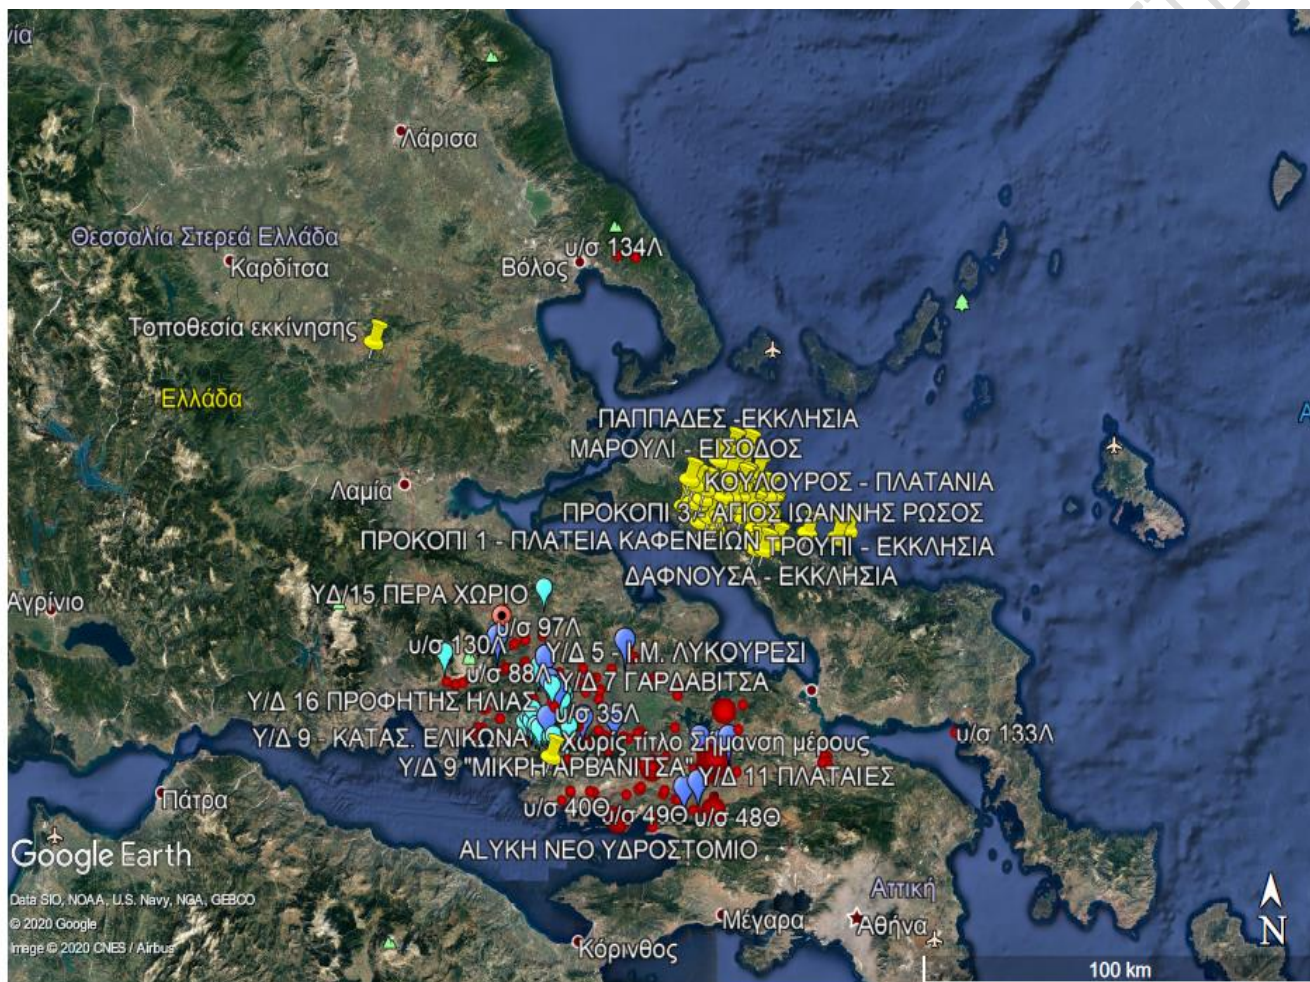 νία
Λάρισα
Θεσσαλία Στερεά Ελλάδα
υ/σ 134Λ
Καρδίτσα
Βόλος
Τοποθεσία εκκίνησης
Ελλάδα
ΠΑΠΠΑΔΕΣ -ΕΚΚΛΗΣΙΑ
ΜΑΡΟΥΛΙ - ΕΙΣΟΔΟΣ
Λαμία
ΚΟΥΛΟΥΡΟΣ - ΠΛΑΤΑΝΙΑ
ΠΡΟΚΟΠΙ 3 - ΑΓΙΟΣ ΙΩΑΝΝΗΣ ΡΩΣΟΣ
ΠΡΟΚΟΠΙ 1 - ΠΛΑΤΕΙΑ ΚΑΦΕΝΕΙΩΝ
ΤΡΟΥΠΙ - ΕΚΚΛΗΣΙΑ
ΔΑΦΝΟΥΣΑ - ΕΚΚΛΗΣΙΑ
ΥΔ/15 ΠΕΡΑ ΧΩΡΙΟ
Αγρίνιο
υ/σ 97Λ
υ/σ 130Λ
Υ/Δ 5 - Ι.Μ. ΛΥΚΟΥΡΕΣΙ
υ/σ 88Λ
Υ/Δ 7 ΓΑΡΔΑΒΙΤΣΑ
Υ/Δ 16 ΠΡΟΦΗΤΗΣ ΗΛΙΑΣ
υ/σ 35Λ
Υ/Δ 9 - ΚΑΤΑΣ. ΕΛΙΚΩΝΑ
Χωρίς τίτλο Σήμανση μέρους
υ/σ 133Λ
Υ/Δ 9 "ΜΙΚΡΗ ΑΡΒΑΝΙΤΣΑ"
Υ/Δ 11 ΠΛΑΤΑΙΕΣ
Πάτρα
υ/σ 40Θ
υ/σ 49Θ
υ/σ 48Θ
ALYKH ΝΕΟ ΥΔΡΟΣΤΟΜΙΟ
Google Earth
Αττική
Data SIO, NOAA, U.S. Navy, NGA, GEBCO
© 2020 Google
Image © 2020 CNES / Airbus
Μέγαρα
Αθήνα
Κόρινθος
N
100 km